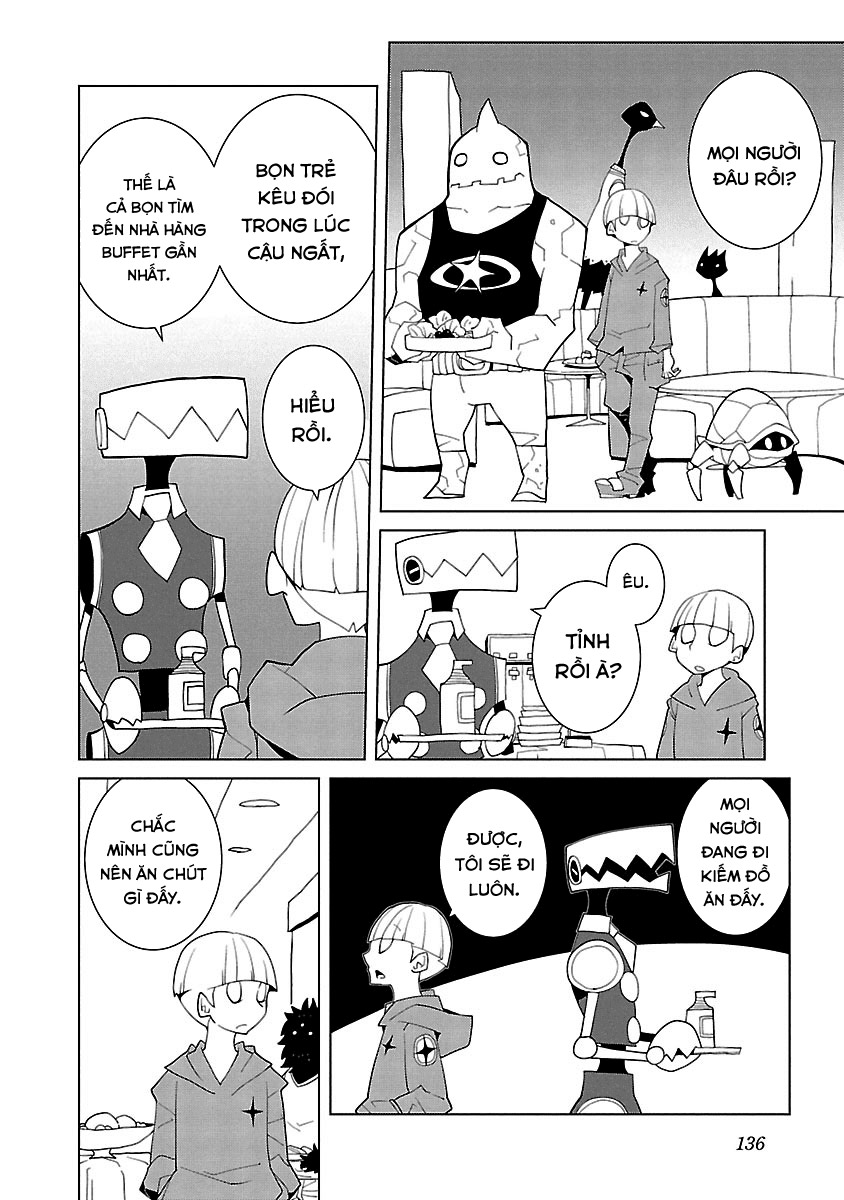 MỌI NGƯỜI
ĐÂU RỒI?
ÊU.
TỈNH
RỒI À?
BỌN TRẺ
KÊU ĐÓI
TRONG LÚC
CẬU NGẤT,
THẾ LÀ
CẢ BỌN TÌM
ĐẾN NHÀ HÀNG
BUFFET GẦN
NHẤT.
HIỂU
RỒI.
MỌI
NGƯỜI
ĐANG ĐI
KIẾM ĐỒ
ĂN ĐẤY.
ĐƯỢC,
TÔI SẼ ĐI
LUÔN.
CHẮC
MÌNH CŨNG
NÊN ĂN CHÚT
GÌ ĐẤY.
136